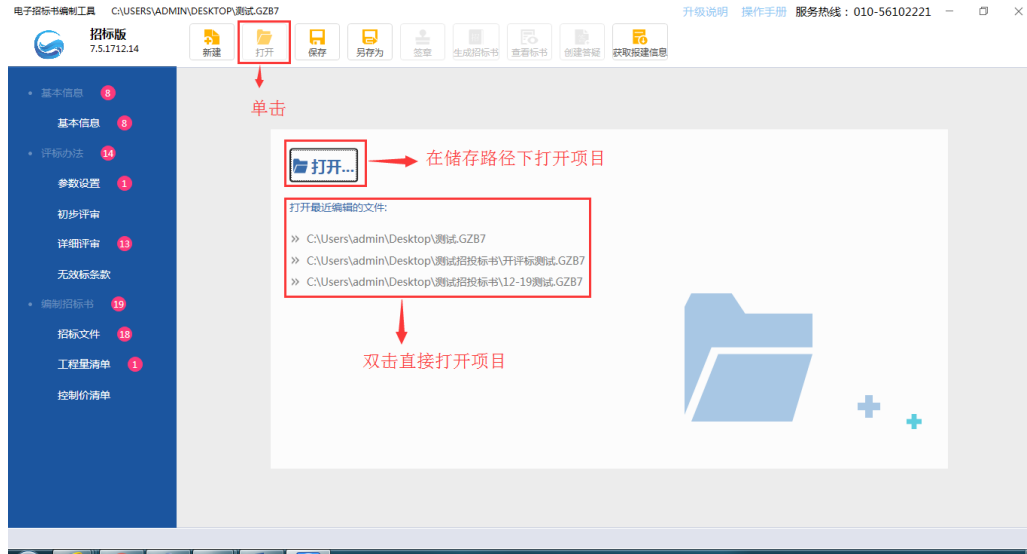 电子招标书编制工具 C:\USERS\ADMIN\DESKTOP\测试.GZB7
升级说明 操作手册 服务热线：010-56102221
招标版
7.5.1712.14
新建 打开 保存 另存为 签章 生成招标书 查看标书 创建答疑 获取报建信息
单击
基本信息 8
基本信息 8
评标办法 14
参数设置 1
初步评审
详细评审 13
无效标条款
编制招标书 19
招标文件 18
工程量清单 1
控制价清单
打开...
在储存路径下打开项目
打开最近编辑的文件:
» C:\Users\admin\Desktop\测试.GZB7
» C:\Users\admin\Desktop\测试招投标书\开评标测试.GZB7
» C:\Users\admin\Desktop\测试招投标书\12-19测试.GZB7
双击直接打开项目